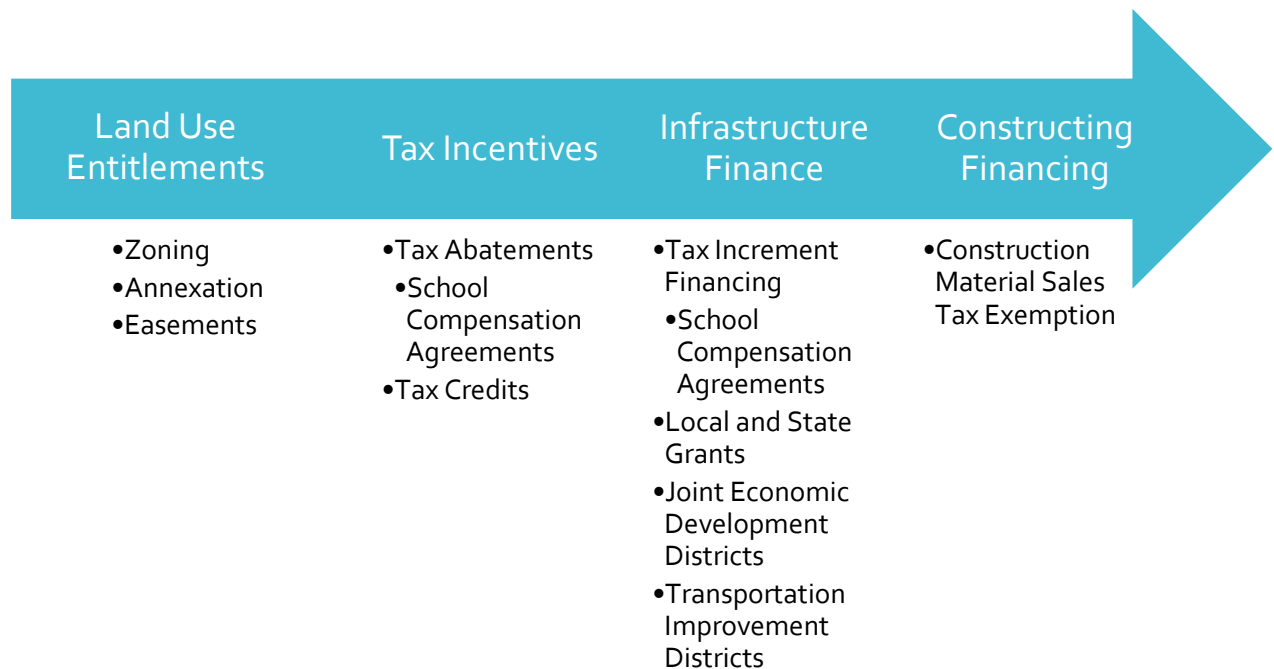 Land Use
Entitlements
Tax Incentives
Infrastructure
Finance
Constructing
Financing
•Zoning
•Annexation
•Easements
•Tax Abatements
•School
Compensation
Agreements
•Tax Credits
•Tax Increment
Financing
•School
Compensation
Agreements
•Local and State
Grants
•Joint Economic
Development
Districts
•Transportation
Improvement
Districts
•Construction
Material Sales
Tax Exemption